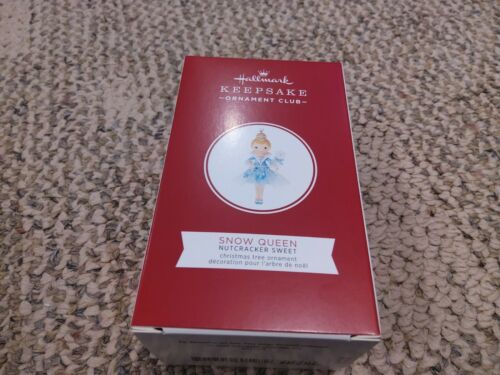 Hallmark
KEEPSAKE
–ORNAMENT CLUB–
SNOW QUEEN
NUTCRACKER SWEET
christmas tree ornament
décoration pour l'arbre de noël